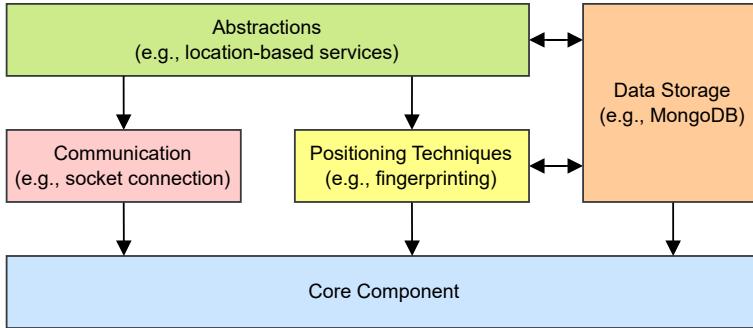 Abstractions
(e.g., location-based services)
Data Storage
(e.g., MongoDB)
Communication
(e.g., socket connection)
Positioning Techniques
(e.g., fingerprinting)
Core Component